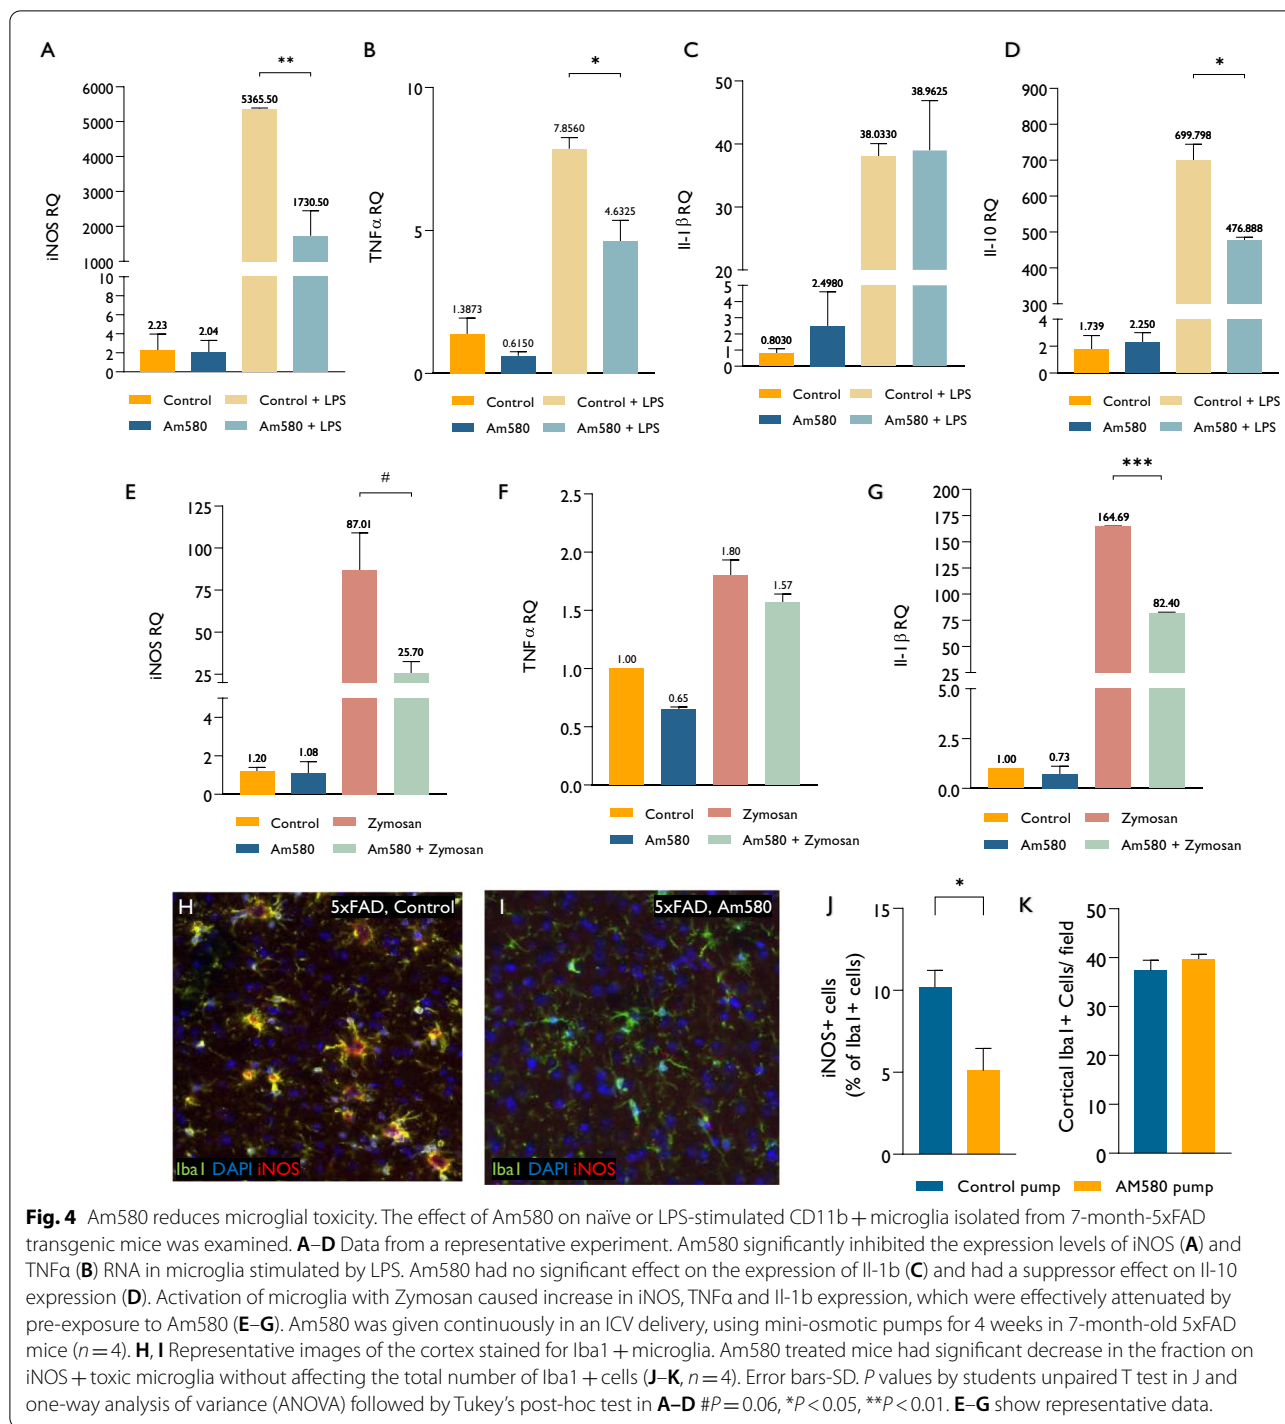 A
**
6000
5365.50
5000
4000
3000
2000
1730.50
1000
10
8
6
4
2.23
2.04
2
0
iNOS RQ
Control
Control + LPS
Am580
Am580 + LPS
B
*
10
7.8560
5
4.6325
1.3873
0.6150
0
TNFα RQ
Control
Control + LPS
Am580
Am580 + LPS
C
50
38.9625
40
38.0330
30
20
5
4
3
2.4980
2
0.8030
1
0
Il-1β RQ
Control
Control + LPS
Am580
Am580 + LPS
D
*
900
800
699.798
700
600
500
476.888
400
300
4
1.739
2.250
2
0
Il-10 RQ
Control
Control + LPS
Am580
Am580 + LPS
E
#
125
100
87.01
75
50
25.70
25
4
2
1.20
1.08
0
iNOS RQ
Control
Zymosan
Am580
Am580 + Zymosan
F
2.5
2.0
1.80
1.57
1.5
1.00
1.0
0.65
0.5
0.0
TNFα RQ
Control
Zymosan
Am580
Am580 + Zymosan
G
***
200
175
164.69
150
125
100
82.40
75
50
25
5.0
2.5
1.00
0.73
0.0
Il-1β RQ
Control
Zymosan
Am580
Am580 + Zymosan
H
5xFAD, Control
Iba1 DAPI iNOS
I
5xFAD, Am580
Iba1 DAPI iNOS
J
*
15
10
5
0
iNOS+ cells
(% of Iba1+ cells)
K
50
40
30
20
10
0
Cortical Iba1+ Cells/ field
Control pump
AM580 pump
Fig. 4 Am580 reduces microglial toxicity. The effect of Am580 on naïve or LPS-stimulated CD11b + microglia isolated from 7-month-5xFAD
transgenic mice was examined. A–D Data from a representative experiment. Am580 significantly inhibited the expression levels of iNOS (A) and
TNFα (B) RNA in microglia stimulated by LPS. Am580 had no significant effect on the expression of Il-1b (C) and had a suppressor effect on Il-10
expression (D). Activation of microglia with Zymosan caused increase in iNOS, TNFα and Il-1b expression, which were effectively attenuated by
pre-exposure to Am580 (E–G). Am580 was given continuously in an ICV delivery, using mini-osmotic pumps for 4 weeks in 7-month-old 5xFAD
mice (n = 4). H, I Representative images of the cortex stained for Iba1 + microglia. Am580 treated mice had significant decrease in the fraction on
iNOS + toxic microglia without affecting the total number of Iba1 + cells (J–K, n = 4). Error bars-SD. P values by students unpaired T test in J and
one-way analysis of variance (ANOVA) followed by Tukey's post-hoc test in A–D #P = 0.06, *P < 0.05, **P < 0.01. E–G show representative data.